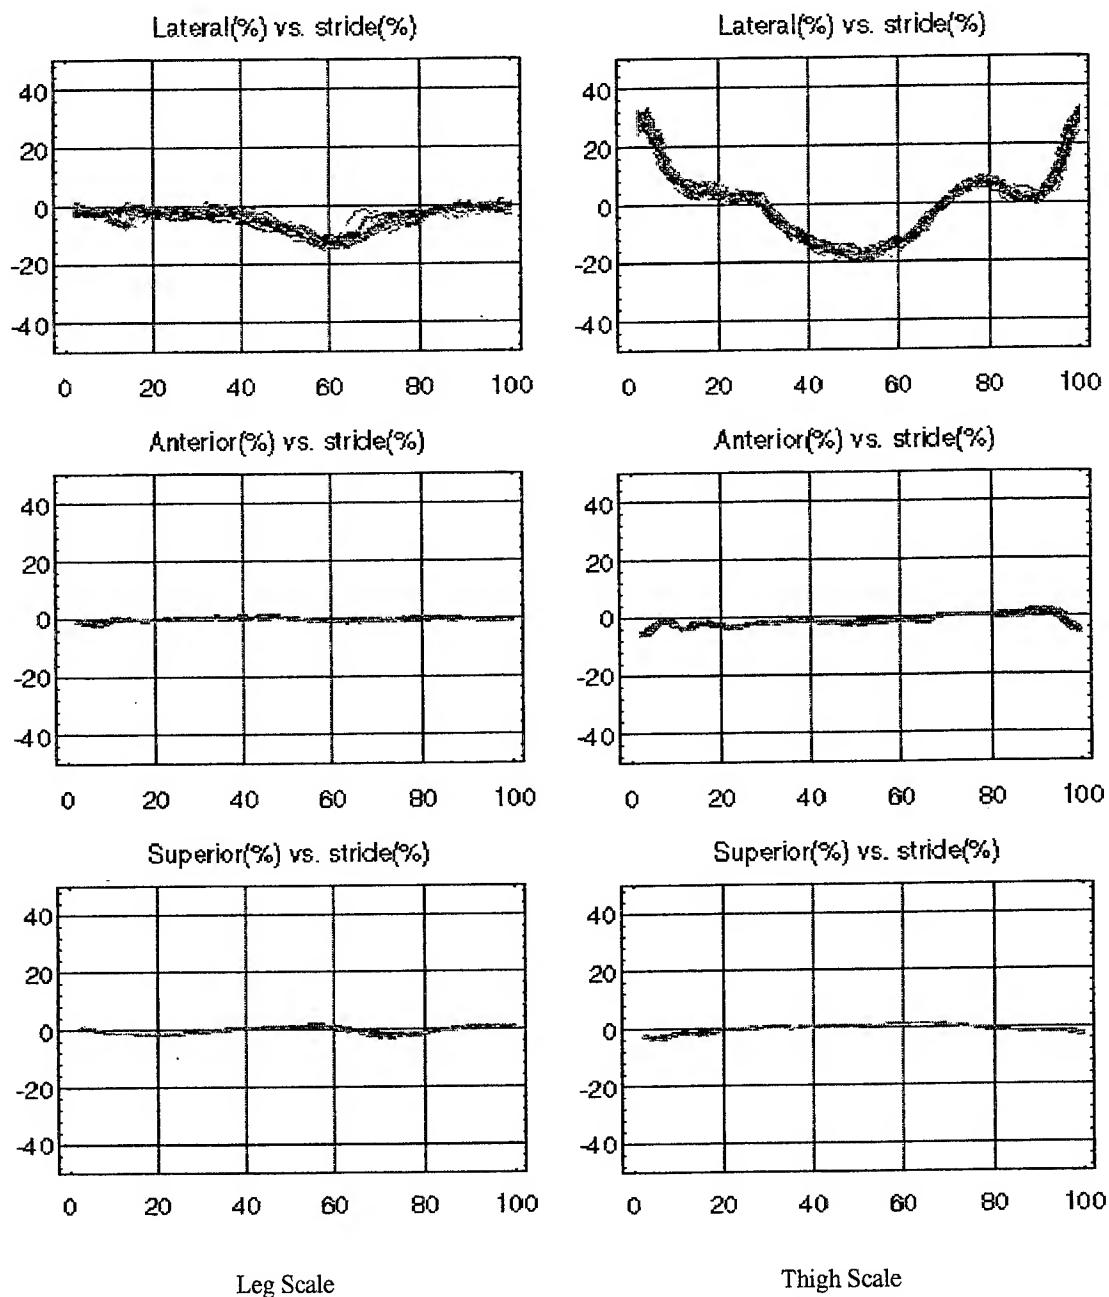 Lateral(%) vs. stride(%)
40
20
0
-20
-40
0 20 40 60 80 100
Lateral(%) vs. stride(%)
40
20
0
-20
-40
0 20 40 60 80 100
Anterior(%) vs. stride(%)
40
20
0
-20
-40
0 20 40 60 80 100
Anterior(%) vs. stride(%)
40
20
0
-20
-40
0 20 40 60 80 100
Superior(%) vs. stride(%)
40
20
0
-20
-40
0 20 40 60 80 100
Superior(%) vs. stride(%)
40
20
0
-20
-40
0 20 40 60 80 100
Leg Scale
Thigh Scale